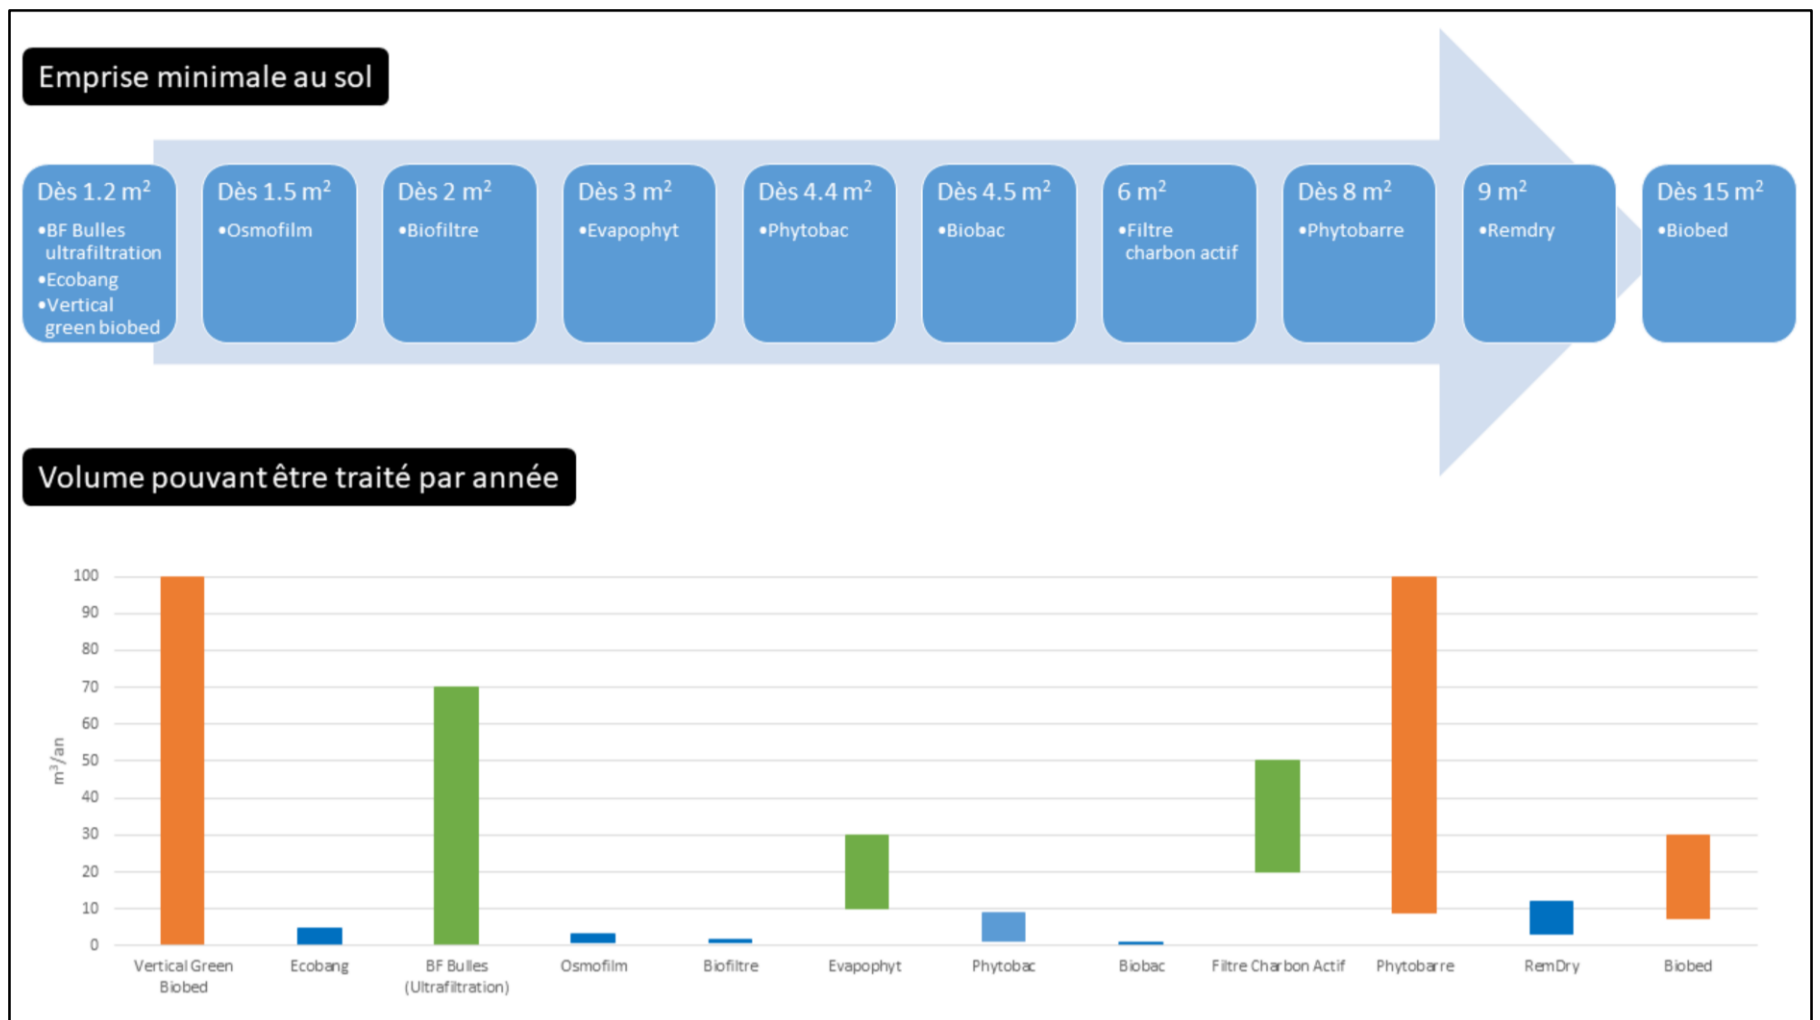 Emprise minimale au sol
Dès 1.2 m²
•BF Bulles
ultrafiltration
•Ecobang
•Vertical
green biobed
Dès 1.5 m²
•Osmofilm
Dès 2 m²
•Biofiltre
Dès 3 m²
•Evapophyt
Dès 4.4 m²
•Phytobac
Dès 4.5 m²
•Biobac
6 m²
•Filtre
charbon actif
Dès 8 m²
•Phytobarre
9 m²
•Remdry
Dès 15 m²
•Biobed
Volume pouvant être traité par année
m³/an
100
90
80
70
60
50
40
30
20
10
0
Vertical Green
Biobed
Ecobang
BF Bulles
(Ultrafiltration)
Osmofilm
Biofiltre
Evapophyt
Phytobac
Biobac
Filtre Charbon Actif
Phytobarre
RemDry
Biobed